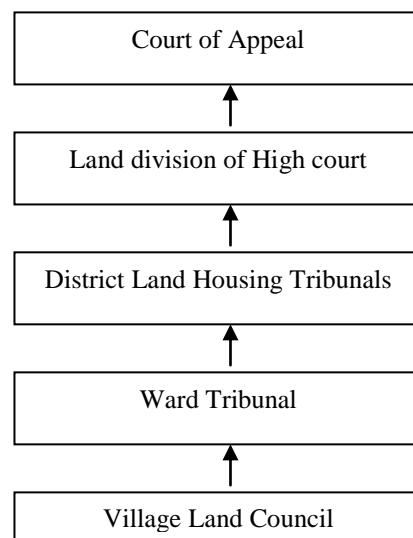 Court of Appeal
Land division of High court
District Land Housing Tribunals
Ward Tribunal
Village Land Council